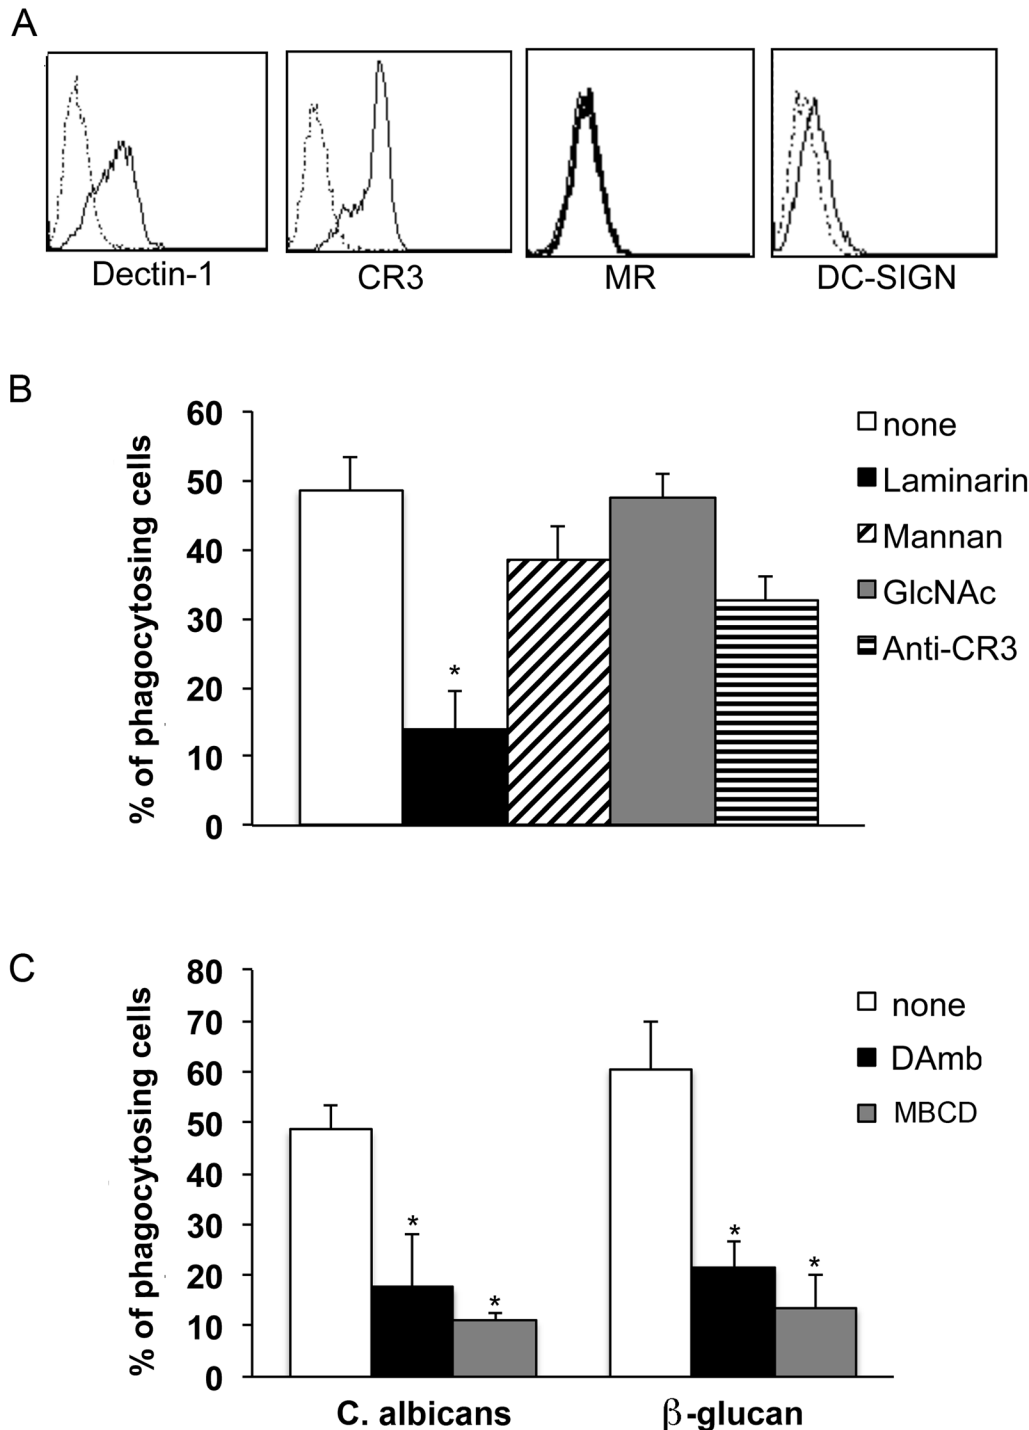 A
Dectin-1
CR3
MR
DC-SIGN
B
% of phagocytosing cells
60
50
40
30
20
10
0
*
none
Laminarin
Mannan
GlcNAc
Anti-CR3
C
% of phagocytosing cells
80
70
60
50
40
30
20
10
0
*
*
*
*
none
DAmb
MBCD
C. albicans
β-glucan